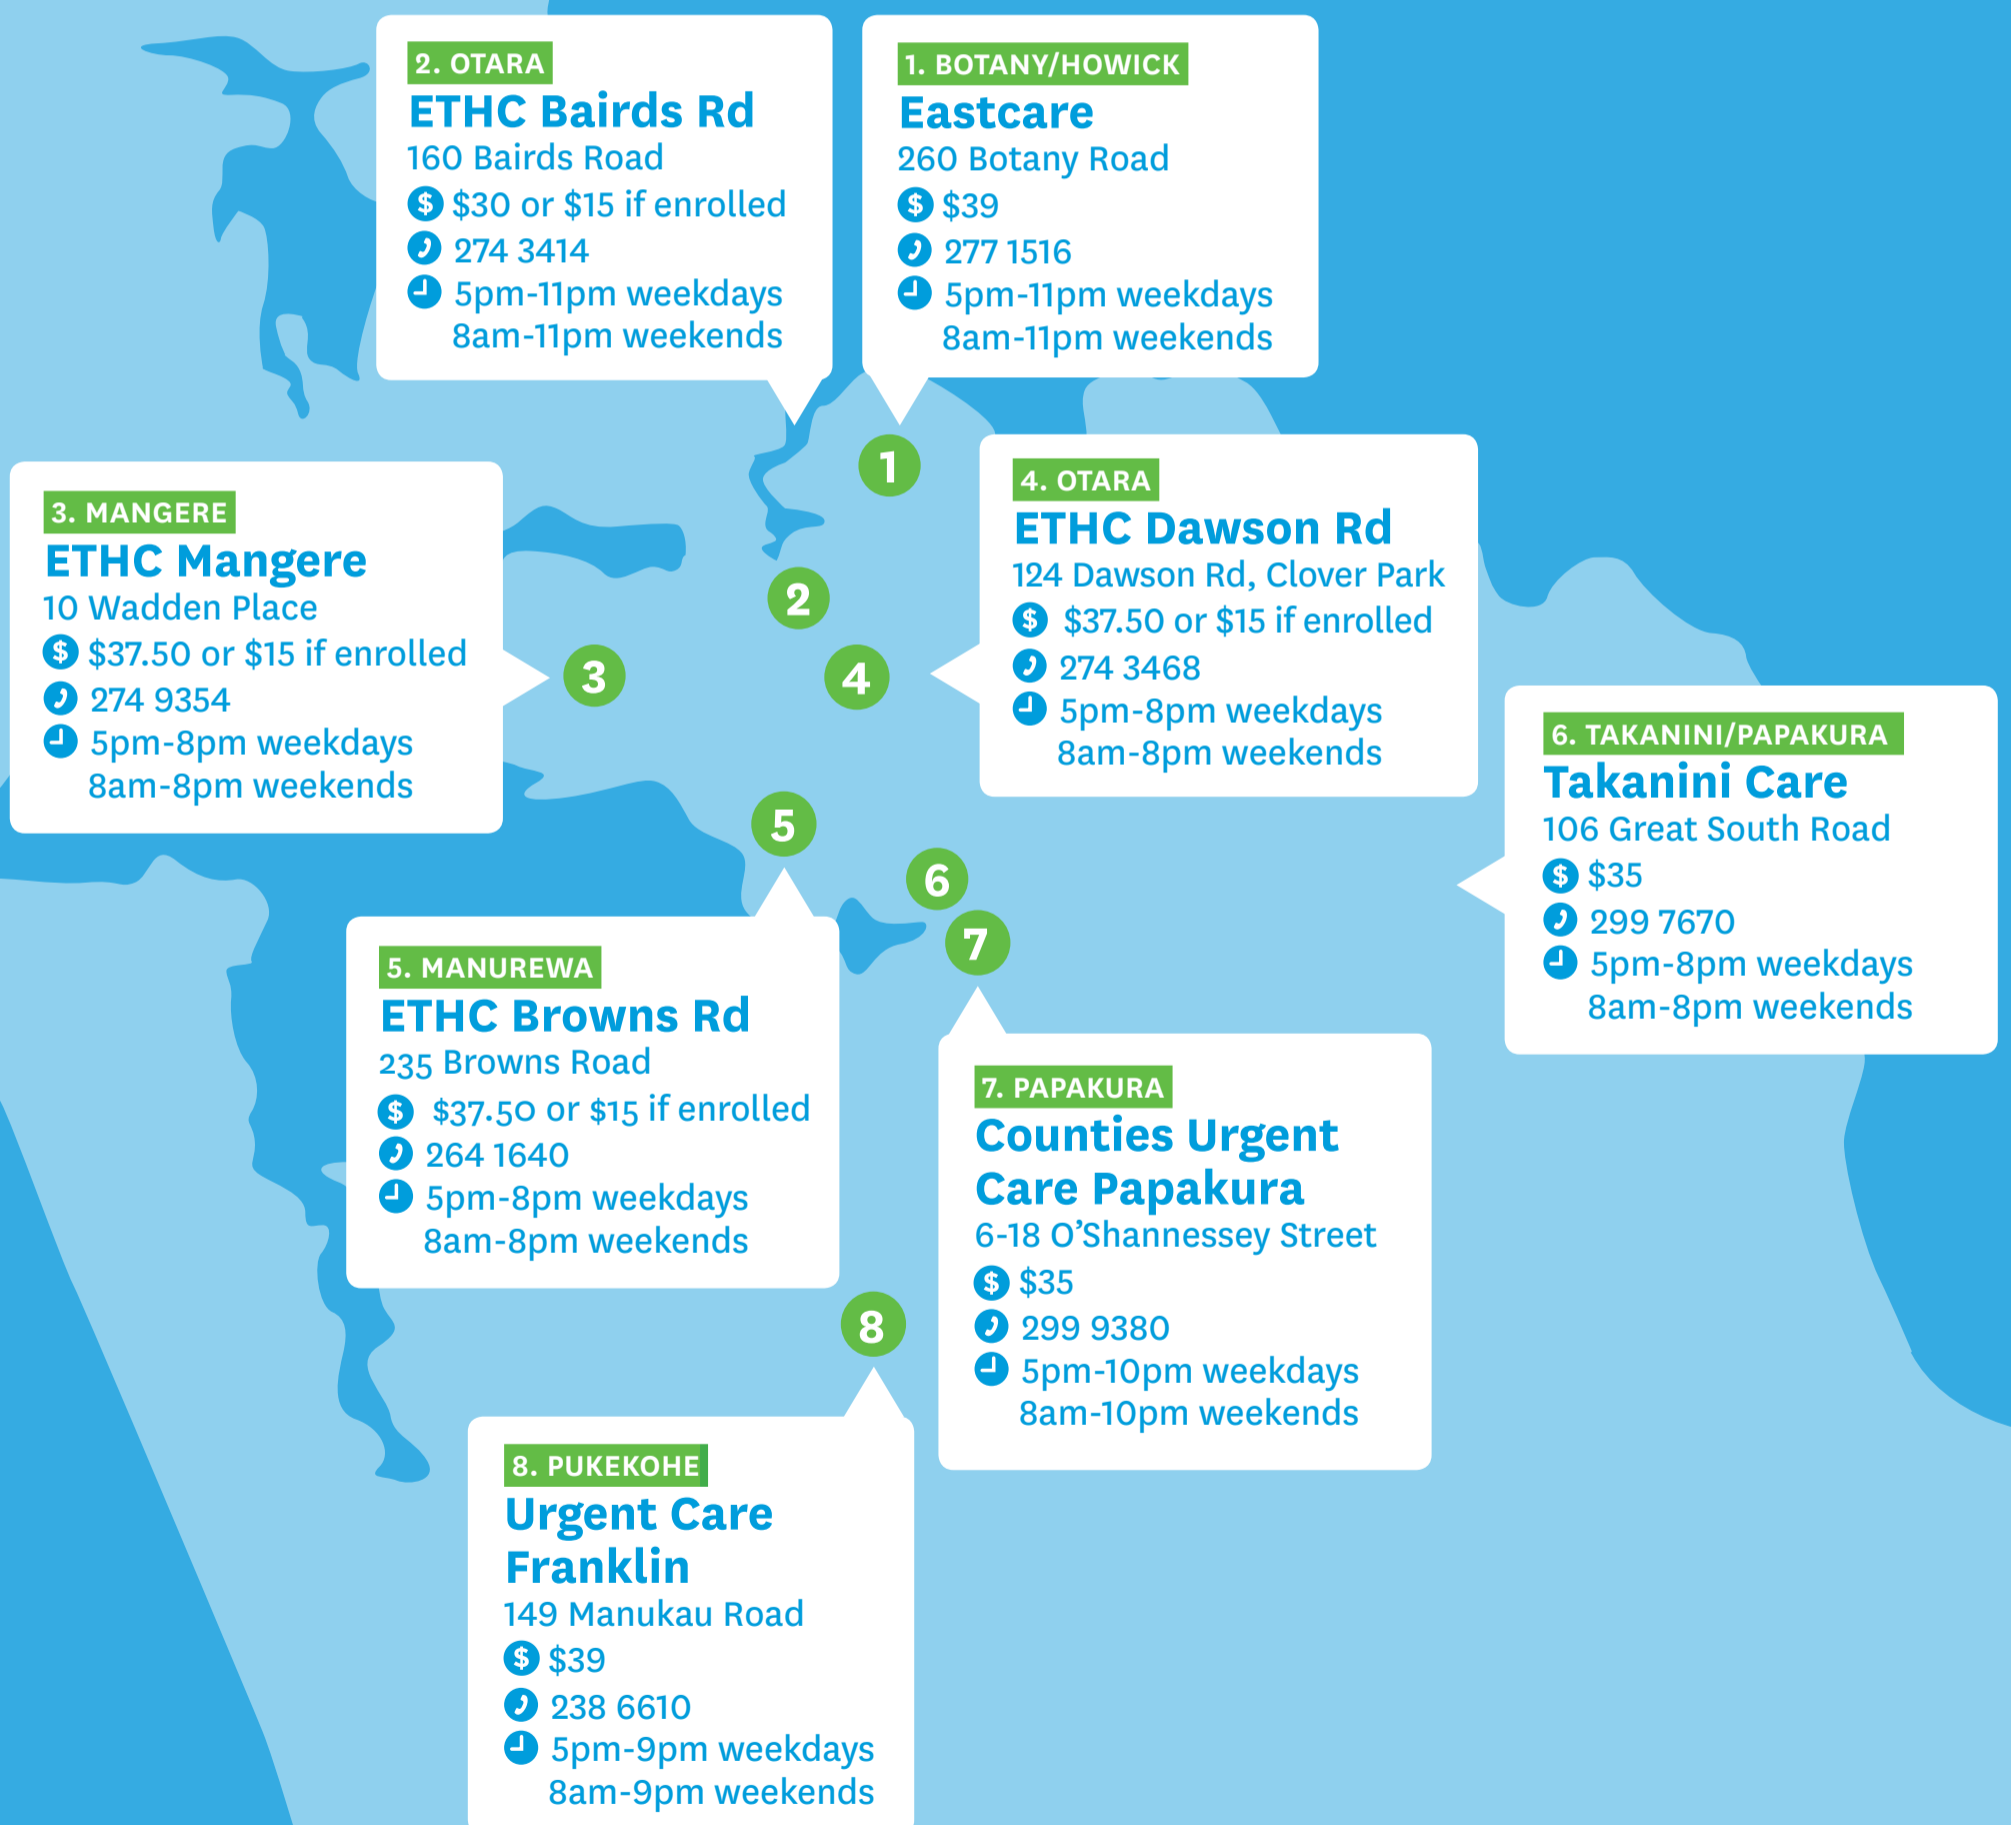 2. OTARA
ETHC Bairds Rd
160 Bairds Road
$ $30 or $15 if enrolled
274 3414
5pm-11pm weekdays
8am-11pm weekends
1. BOTANY/HOWICK
Eastcare
260 Botany Road
$ $39
277 1516
5pm-11pm weekdays
8am-11pm weekends
3. MANGERE
ETHC Mangere
10 Wadden Place
$ $37.50 or $15 if enrolled
274 9354
5pm-8pm weekdays
8am-8pm weekends
1
2
3
4
4. OTARA
ETHC Dawson Rd
124 Dawson Rd, Clover Park
$ $37.50 or $15 if enrolled
274 3468
5pm-8pm weekdays
8am-8pm weekends
6. TAKANINI/PAPAKURA
Takanini Care
106 Great South Road
$ $35
299 7670
5pm-8pm weekdays
8am-8pm weekends
5
6
7
5. MANUREWA
ETHC Browns Rd
235 Browns Road
$ $37.50 or $15 if enrolled
264 1640
5pm-8pm weekdays
8am-8pm weekends
7. PAPAKURA
Counties Urgent
Care Papakura
6-18 O’Shannessey Street
$ $35
299 9380
5pm-10pm weekdays
8am-10pm weekends
8
8. PUKEKOHE
Urgent Care
Franklin
149 Manukau Road
$ $39
238 6610
5pm-9pm weekdays
8am-9pm weekends